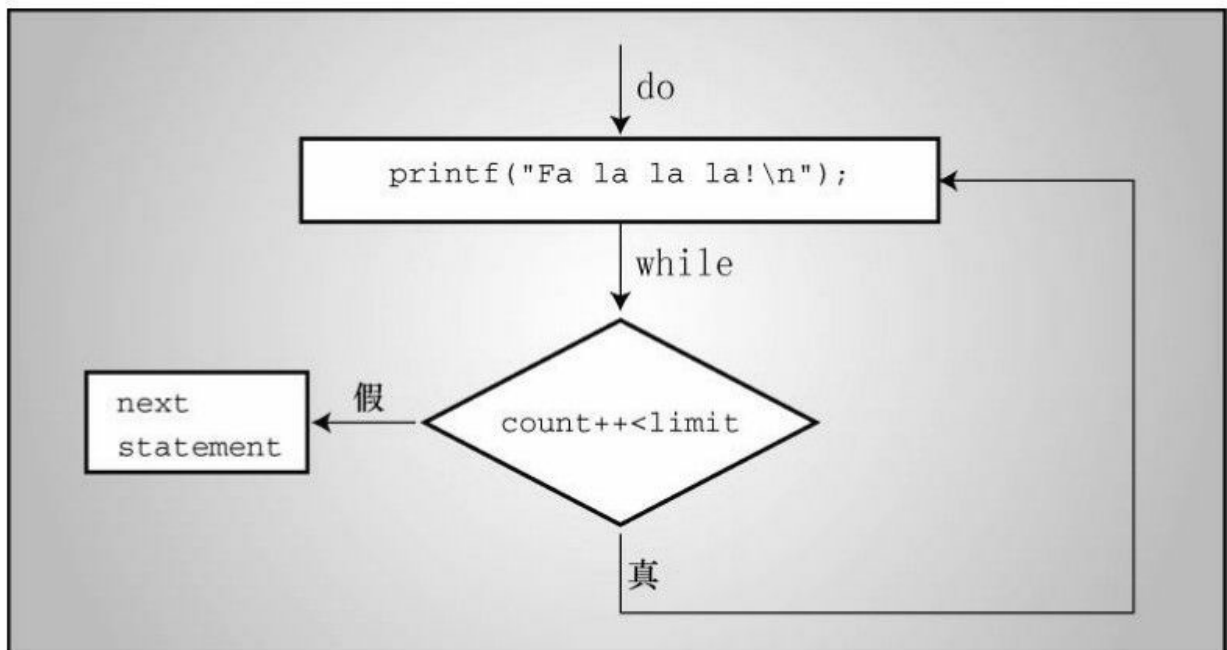 do
printf("Fa la la la!\n");
while
count++<limit
假
next
statement
真